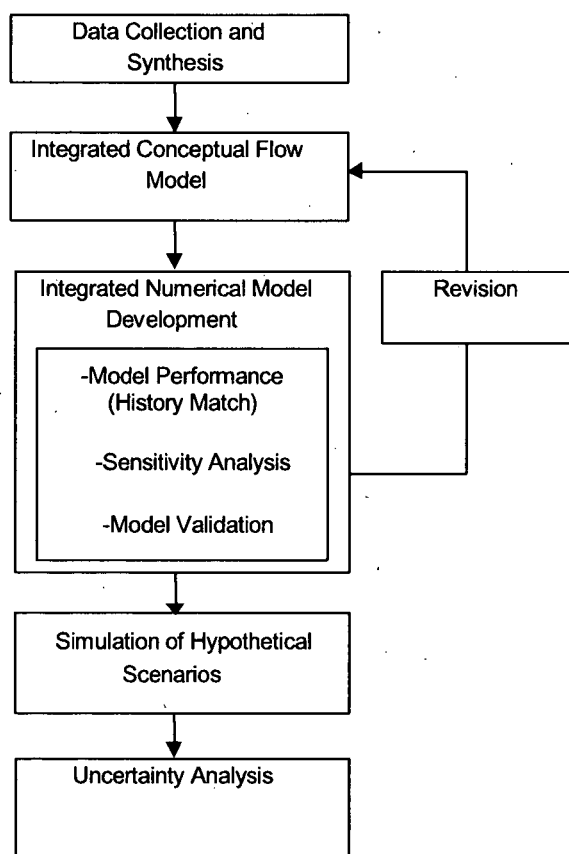 Data Collection and
Synthesis
Integrated Conceptual Flow
Model
Integrated Numerical Model
Development
Revision
-Model Performance
(History Match)
-Sensitivity Analysis
-Model Validation
Simulation of Hypothetical
Scenarios
Uncertainty Analysis